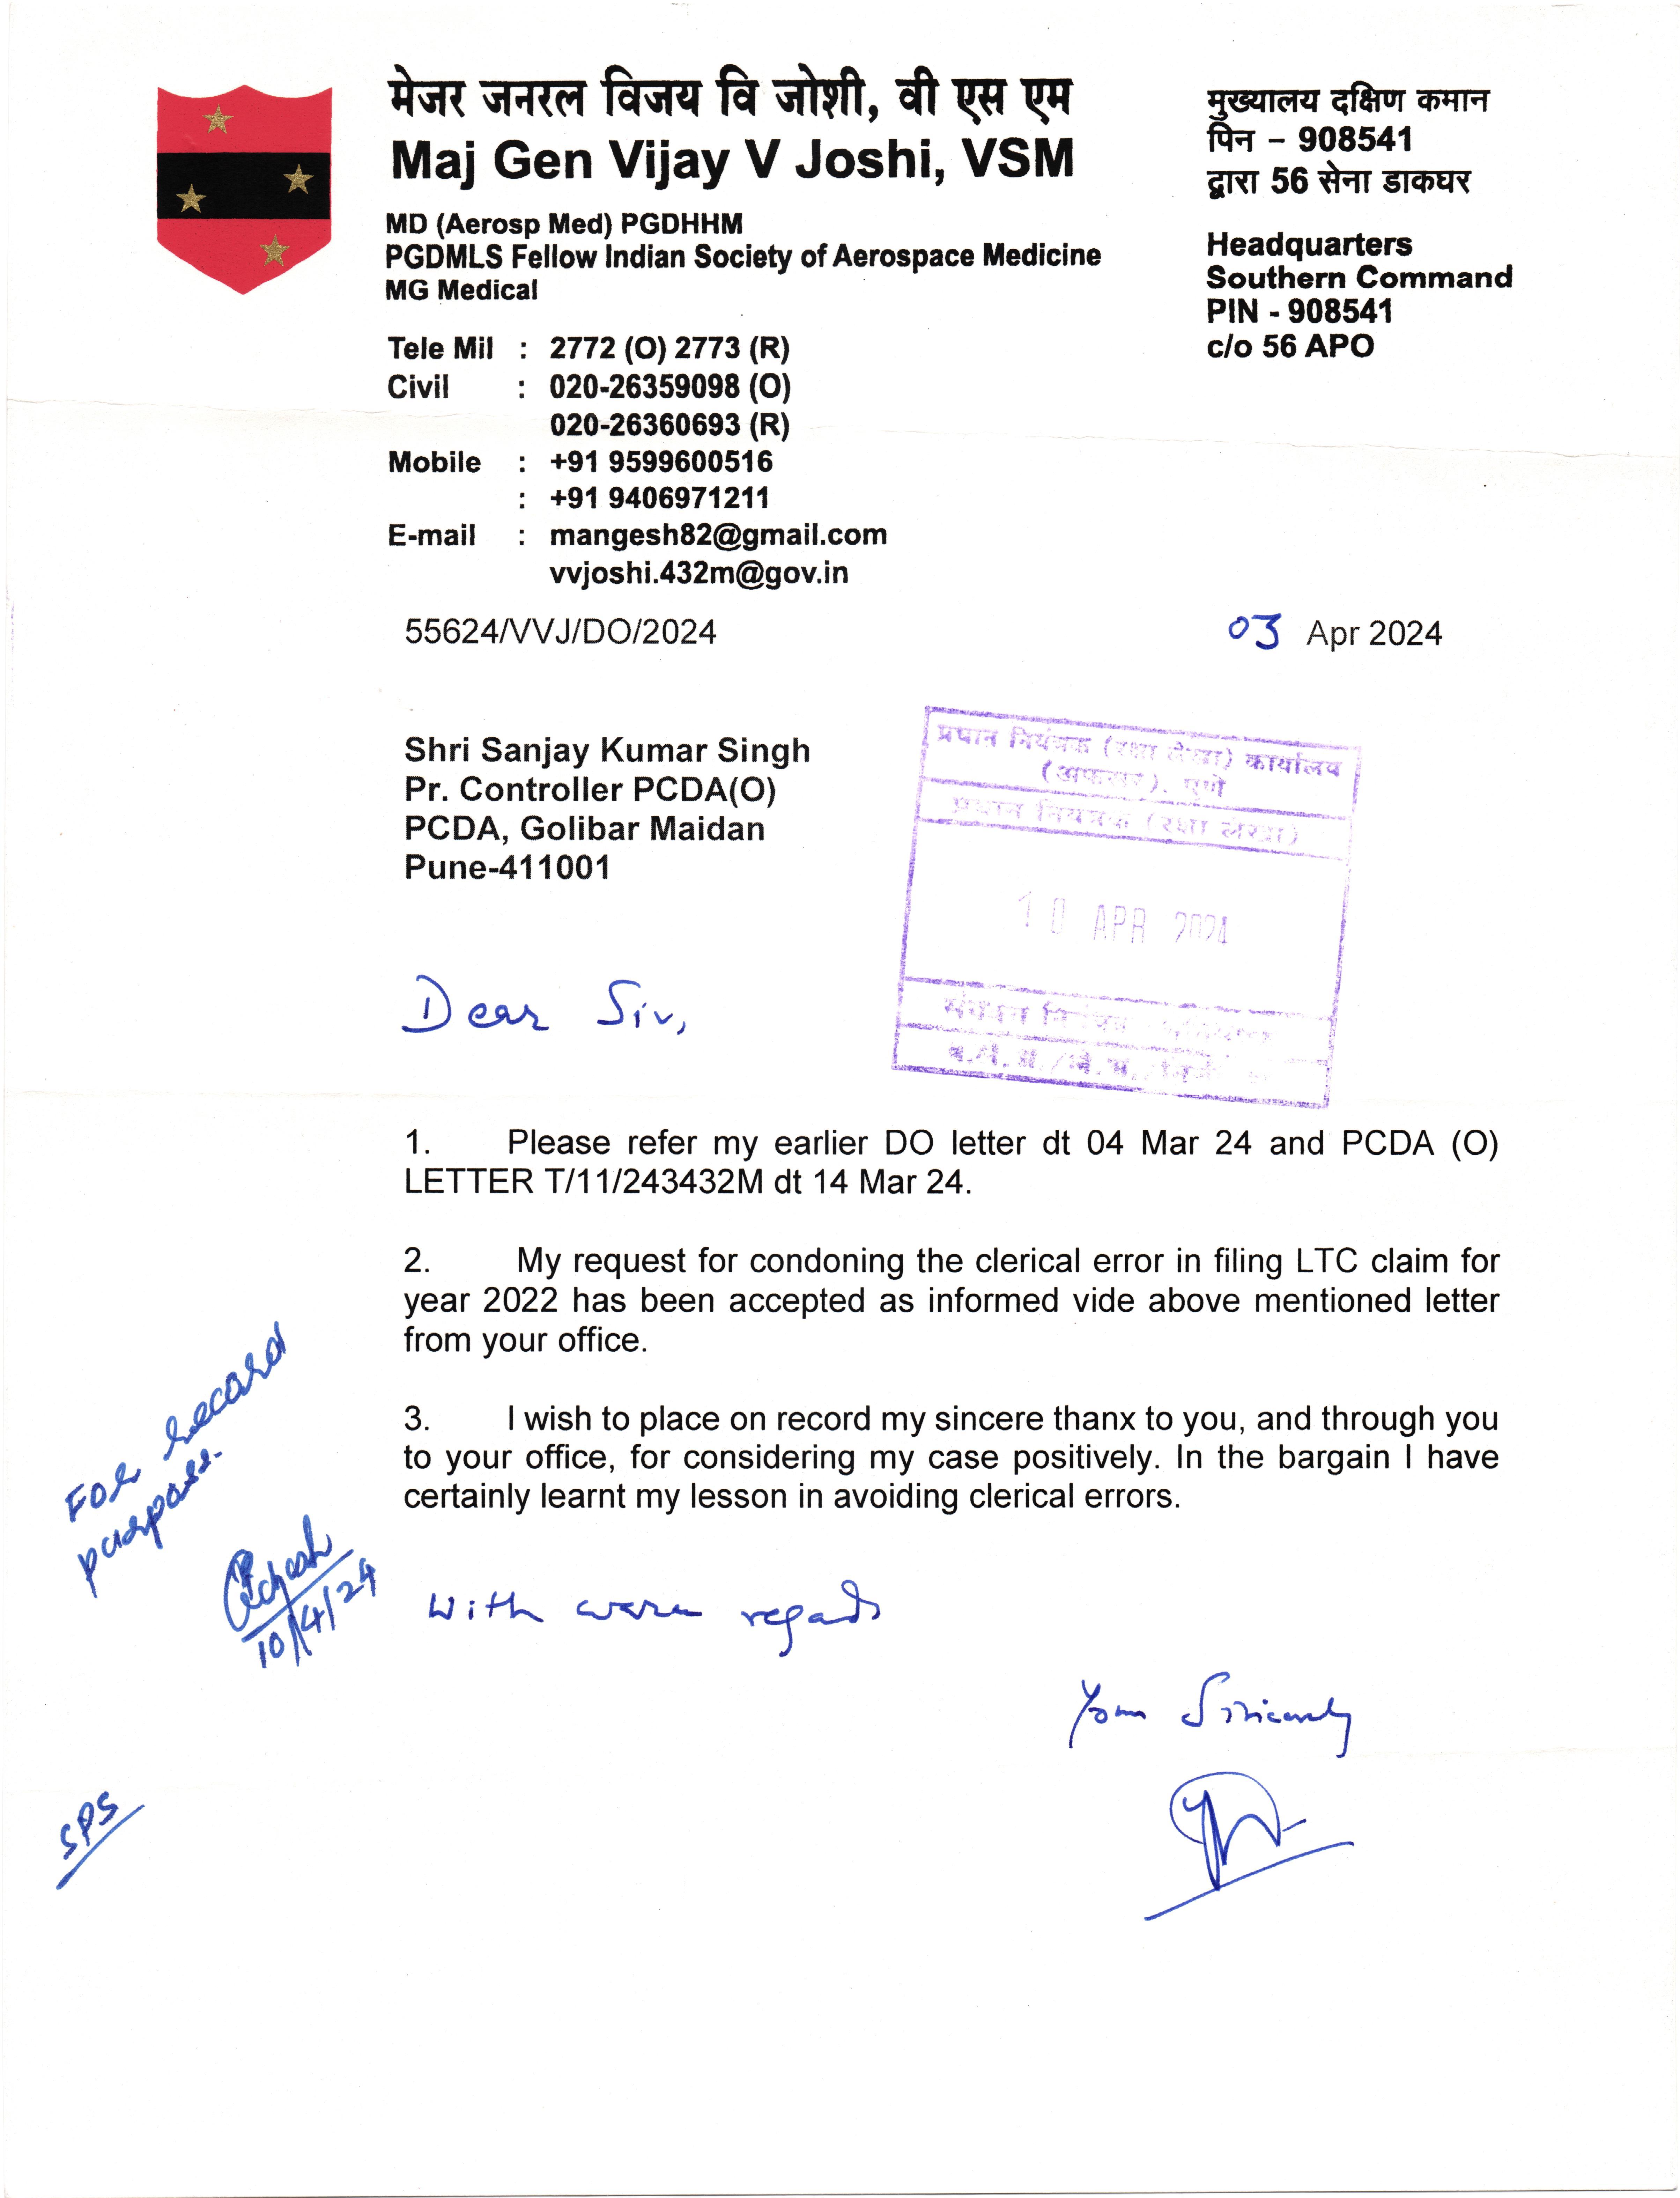 मेजर जनरल विजय वि जोशी, वी एस एम
Maj Gen Vijay V Joshi, VSM
MD (Aerosp Med) PGDHHM
PGDMLS Fellow Indian Society of Aerospace Medicine
MG Medical
Tele Mil : 2772 (O) 2773 (R)
Civil : 020-26359098 (O)
020-26360693 (R)
Mobile : +91 9599600516
: +91 9406971211
E-mail : mangesh82@gmail.com
vvjoshi.432m@gov.in
मुख्यालय दक्षिण कमान
पिन – 908541
द्वारा 56 सेना डाकघर
Headquarters
Southern Command
PIN - 908541
c/o 56 APO
55624/VVJ/DO/2024
03 Apr 2024
Shri Sanjay Kumar Singh
Pr. Controller PCDA(O)
PCDA, Golibar Maidan
Pune-411001
प्रधान नियंत्रक (रक्षा लेखा) कार्यालय
(अफसर), पुणे
प्रधान नियंत्रक (रक्षा लेखा)
10 APR 2024
Dear Sir,
1. Please refer my earlier DO letter dt 04 Mar 24 and PCDA (O)
LETTER T/11/243432M dt 14 Mar 24.
2. My request for condoning the clerical error in filing LTC claim for
year 2022 has been accepted as informed vide above mentioned letter
from your office.
3. I wish to place on record my sincere thanx to you, and through you
to your office, for considering my case positively. In the bargain I have
certainly learnt my lesson in avoiding clerical errors.
For record
purpose.
10/4/24
With warm regards
Yours Sincerely
SPS